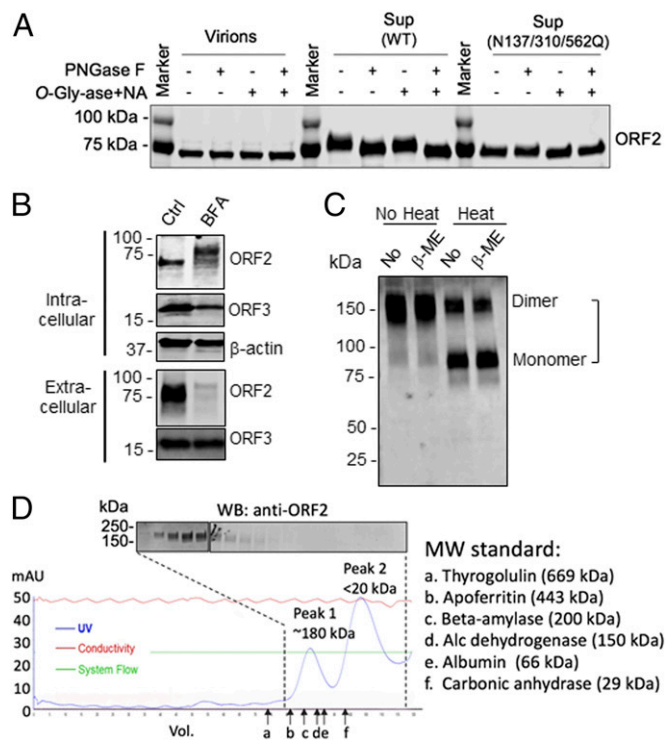 A
Marker
Virions
Marker
Sup
(WT)
Marker
Sup
(N137/310/562Q)
PNGase F - + - + - + - + - + - +
O-Gly-ase+NA - - + + - - + + - - + +
100 kDa -
75 kDa -
ORF2
B
Ctrl
BFA
Intra-
cellular
100 -
75 -
ORF2
15 -
ORF3
37-
β-actin
Extra-
cellular
100 -
75 -
ORF2
15 -
ORF3
C
No Heat Heat
No β-ME No β-ME
kDa
150 -
100 -
75 -
50 -
25 -
Dimer
Monomer
D
kDa
WB: anti-ORF2
250-
150-
mAU
50
40
30
20
10
0
UV
Conductivity
System Flow
Peak 1
~180 kDa
Peak 2
<20 kDa
Vol.
a b c de f
MW standard:
a. Thyrogolulin (669 kDa)
b. Apoferritin (443 kDa)
c. Beta-amylase (200 kDa)
d. Alc dehydrogenase (150 kDa)
e. Albumin (66 kDa)
f. Carbonic anhydrase (29 kDa)